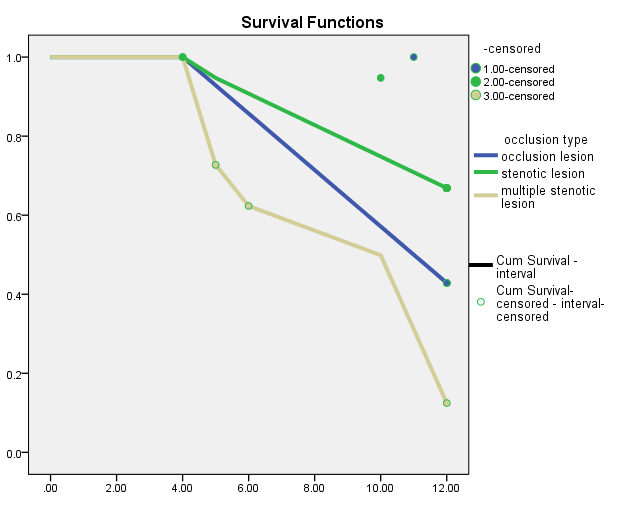 Survival Functions
1.0
0.8
0.6
0.4
0.2
0.0
.00 2.00 4.00 6.00 8.00 10.00 12.00
-censored
1.00-censored
2.00-censored
3.00-censored
occlusion type
occlusion lesion
stenotic lesion
multiple stenotic
lesion
Cum Survival -
interval
Cum Survival-
censored - interval-
censored